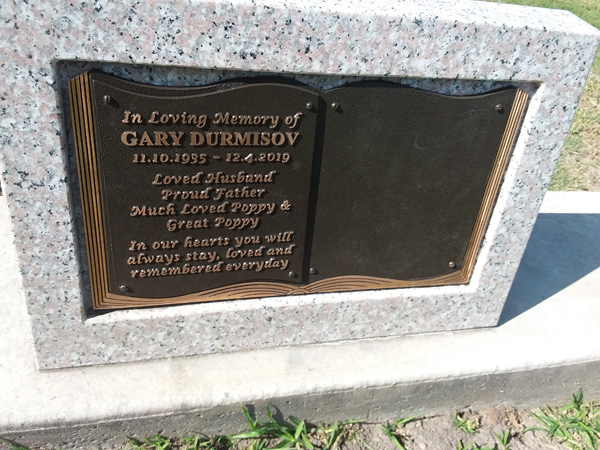 In Loving Memory of
GARY DURMISOV
11.10.1935 - 12.4.2019
Loved Husband
Proud Father
Much Loved Poppy &
Great Poppy
In our hearts you will
always stay, loved and
remembered everyday